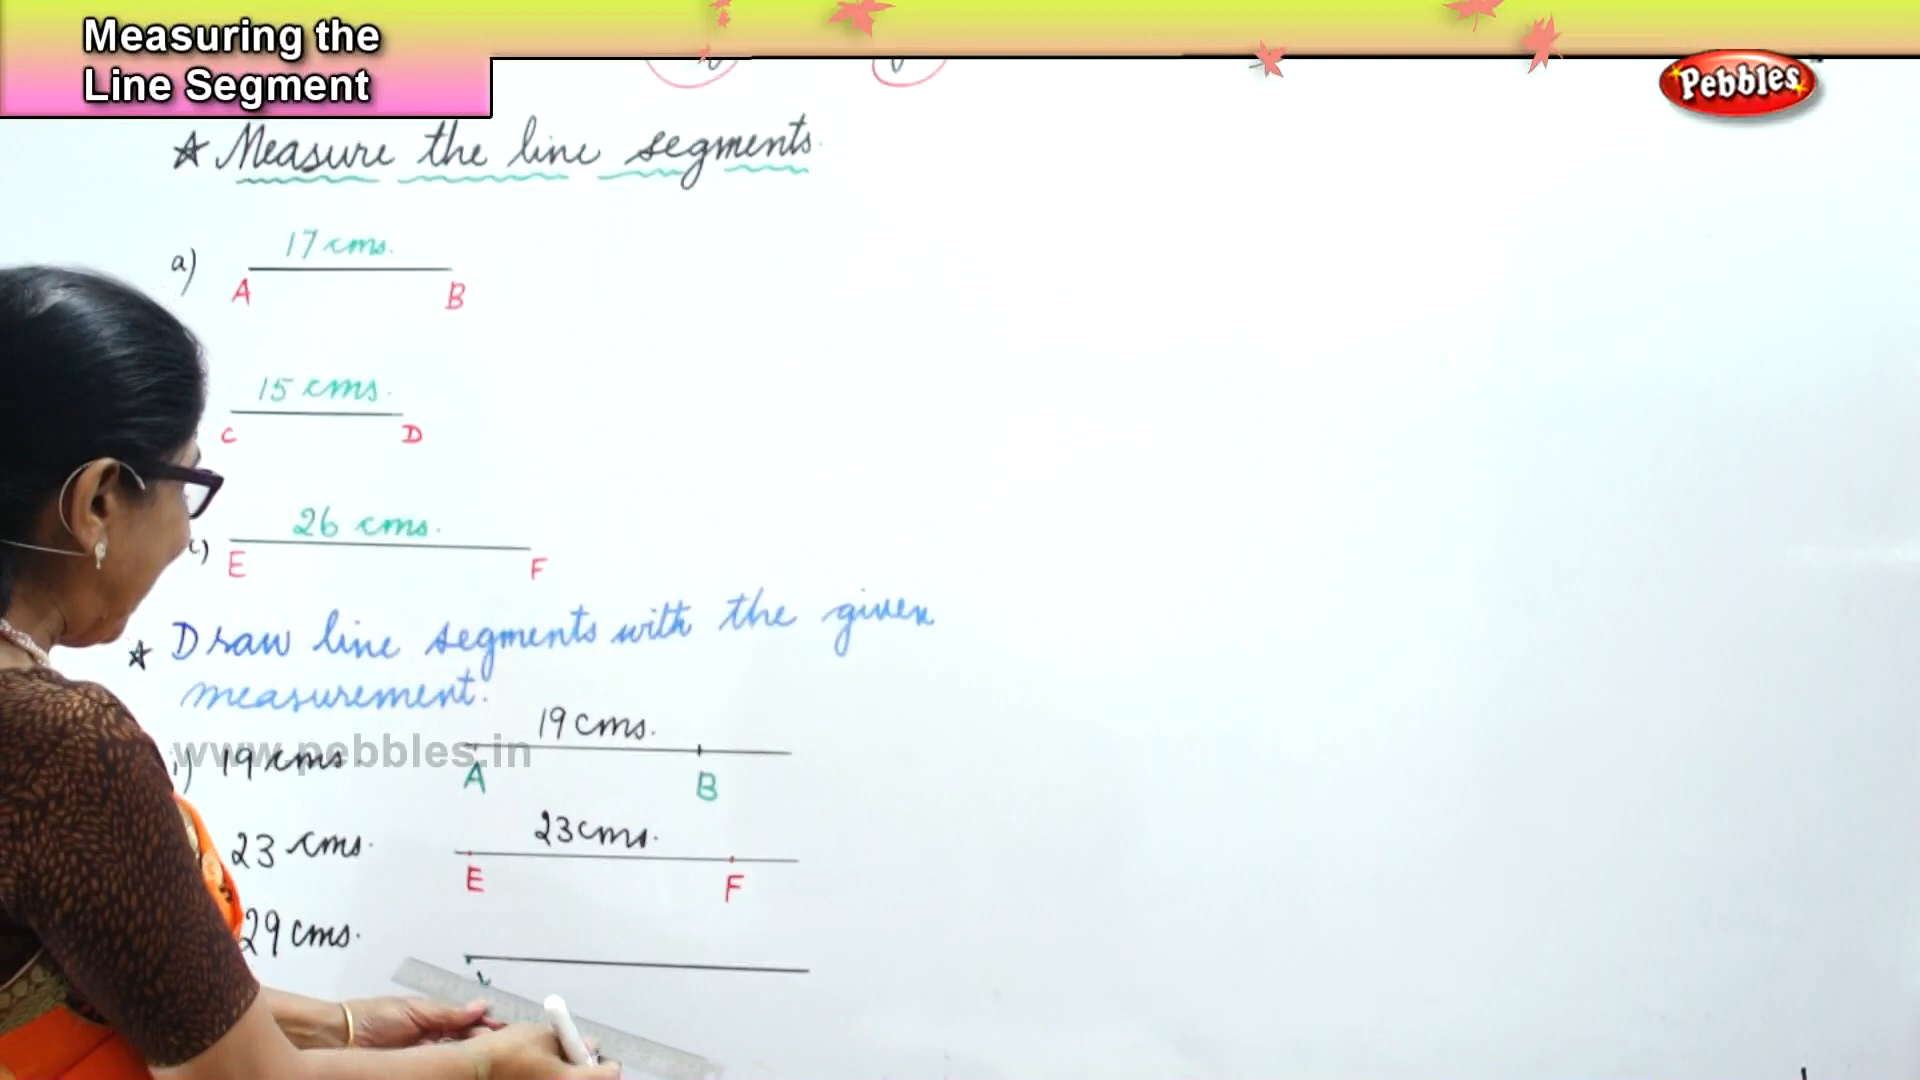 Measuring the
Line Segment
Pebbles
Measure the line segments.
a) 17 cms.
A B
15 cms.
C D
26 cms.
c)
E F
Draw line segments with the given
measurement.
19 cms.
www.pebbles.in
i) 19 cms.
A B
23 cms.
23 cms.
E F
29 cms.